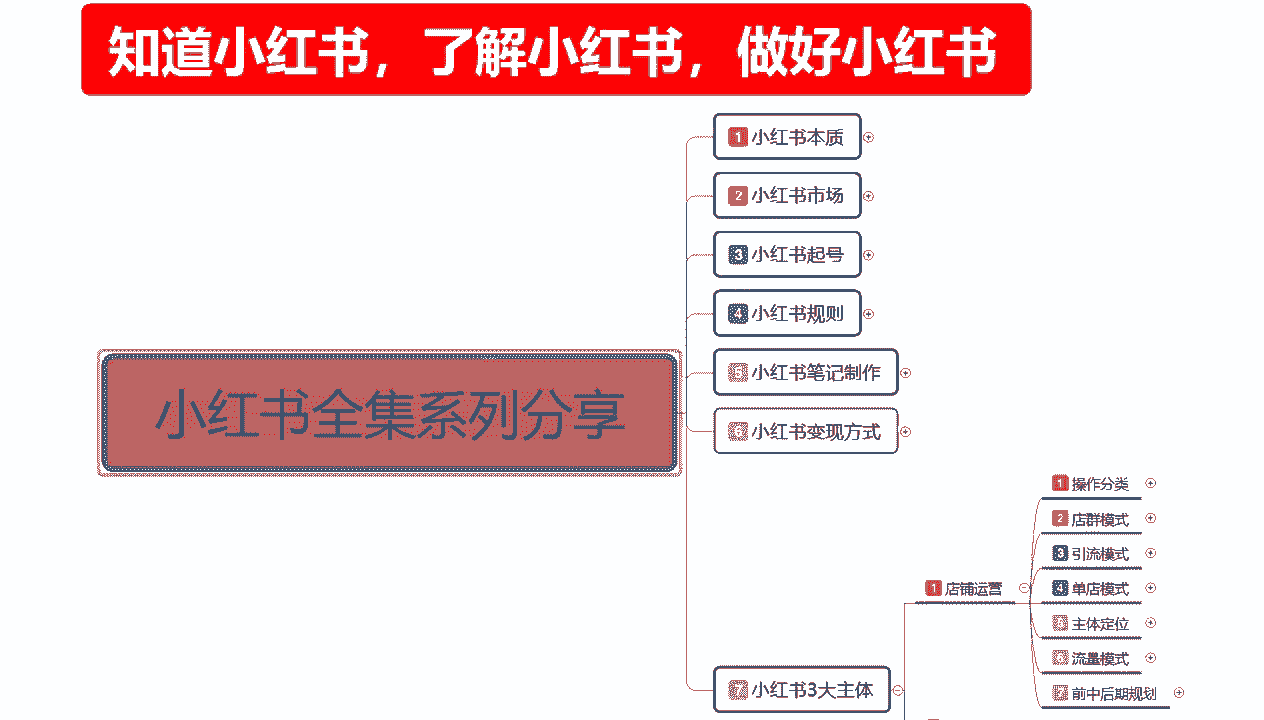 知道小红书，了解小红书，做好小红书
1 小红书本质
2 小红书市场
3 小红书起号
4 小红书规则
5 小红书笔记制作
6 小红书变现方式
小红书全集系列分享
7 小红书3大主体
1 店铺运营
1 操作分类
2 店群模式
3 引流模式
4 单店模式
5 主体定位
6 流量模式
7 前中后期规划